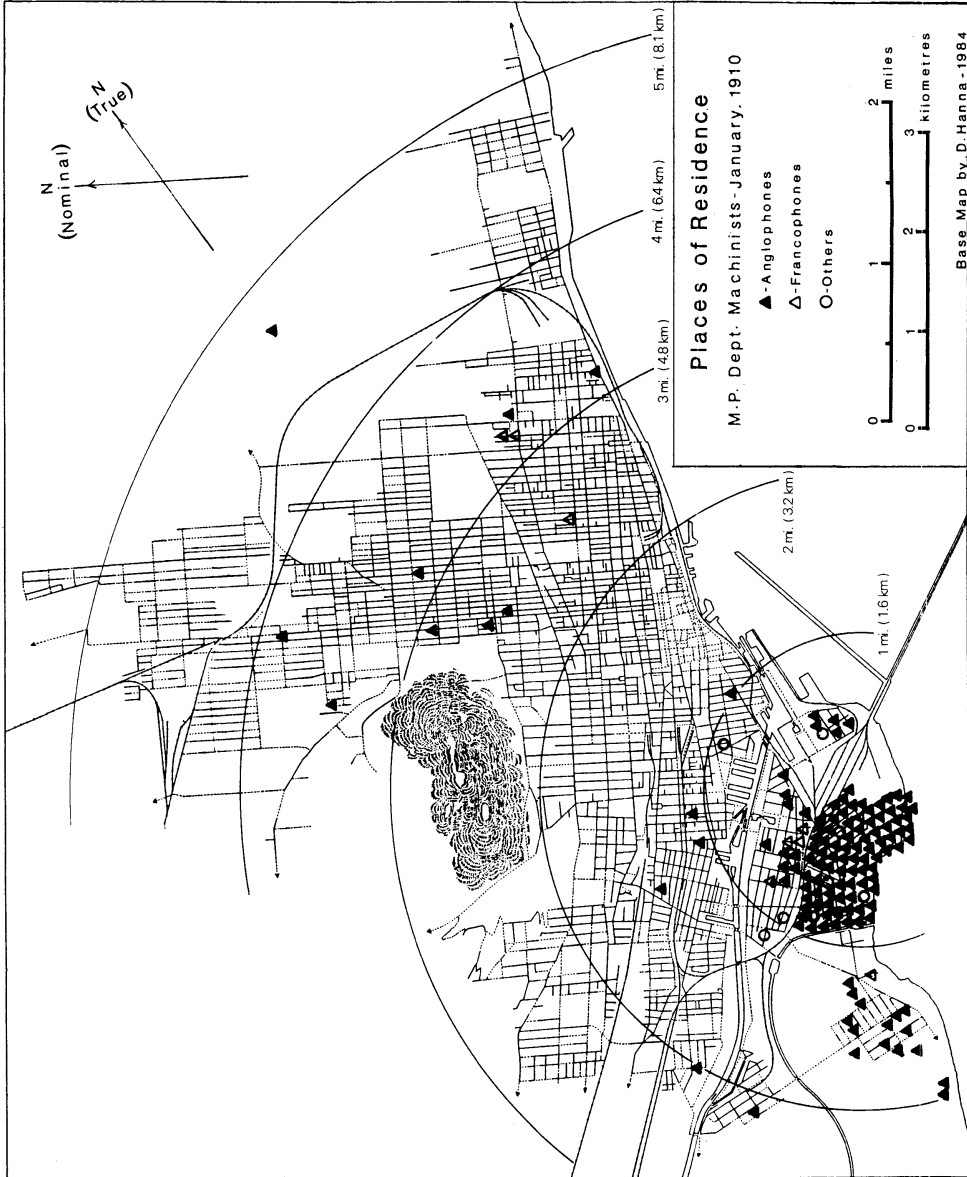 N
(Nominal)
N
(True)
5 mi. (8.1 km)
4 mi. (6.4 km)
3 mi. (4.8 km)
2 mi. (3.2 km)
1 mi. (1.6 km)
Places of Residence
M.P. Dept. Machinists - January, 1910
▲-Anglophones
△-Francophones
O-Others
0 1 2 miles
0 1 2 3 kilometres
Base Map by D. Hanna - 1984